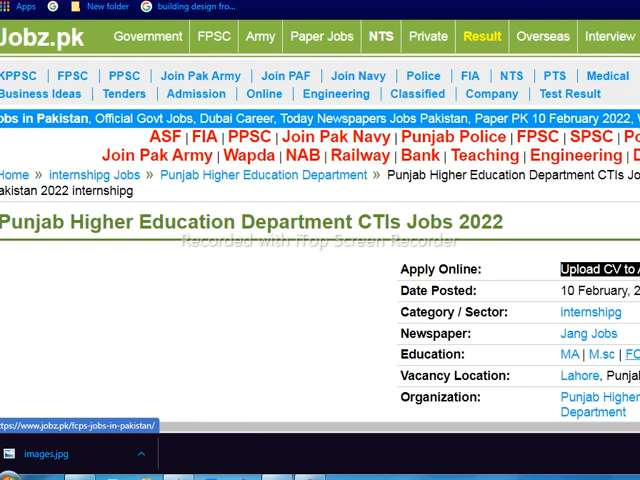 Apps New folder building design fro...
Jobz.pk Government FPSC Army Paper Jobs NTS Private Result Overseas Interview
KPPSC | FPSC | PPSC | Join Pak Army | Join PAF | Join Navy | Police | FIA | NTS | PTS | Medical
Business Ideas | Tenders | Admission | Online | Engineering | Classified | Company | Test Result
obs in Pakistan, Official Govt Jobs, Dubai Career, Today Newspapers Jobs Pakistan, Paper PK 10 February 2022,
ASF | FIA | PPSC | Join Pak Navy | Punjab Police | FPSC | SPSC | Po
Join Pak Army | Wapda | NAB | Railway | Bank | Teaching | Engineering |
Home » internshipg Jobs » Punjab Higher Education Department » Punjab Higher Education Department CTIs Jo
akistan 2022 internshipg
Punjab Higher Education Department CTIs Jobs 2022
Recorded with iTop Screen Recorder
Apply Online: Upload CV to A
Date Posted: 10 February, 2
Category / Sector: internshipg
Newspaper: Jang Jobs
Education: MA | M.sc | FC
Vacancy Location: Lahore, Punja
Organization: Punjab Higher
Department
ttps://www.jobz.pk/fcps-jobs-in-pakistan/
images.jpg